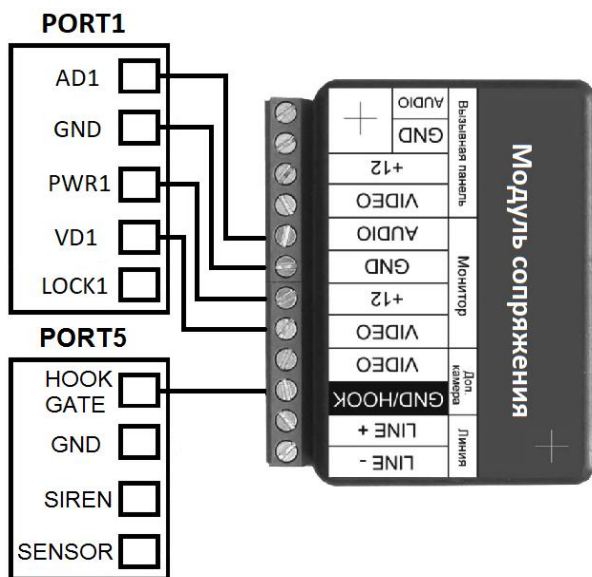 PORT1
AD1
GND
PWR1
VD1
LOCK1
PORT5
HOOK
GATE
GND
SIREN
SENSOR
AUDIO
GND
+12
VIDEO
AUDIO
GND
+12
VIDEO
VIDEO
GND/HOOK
LINE +
LINE -
Вызывная панель
Монитор
Доп.
камера
Линия
Модуль сопряжения